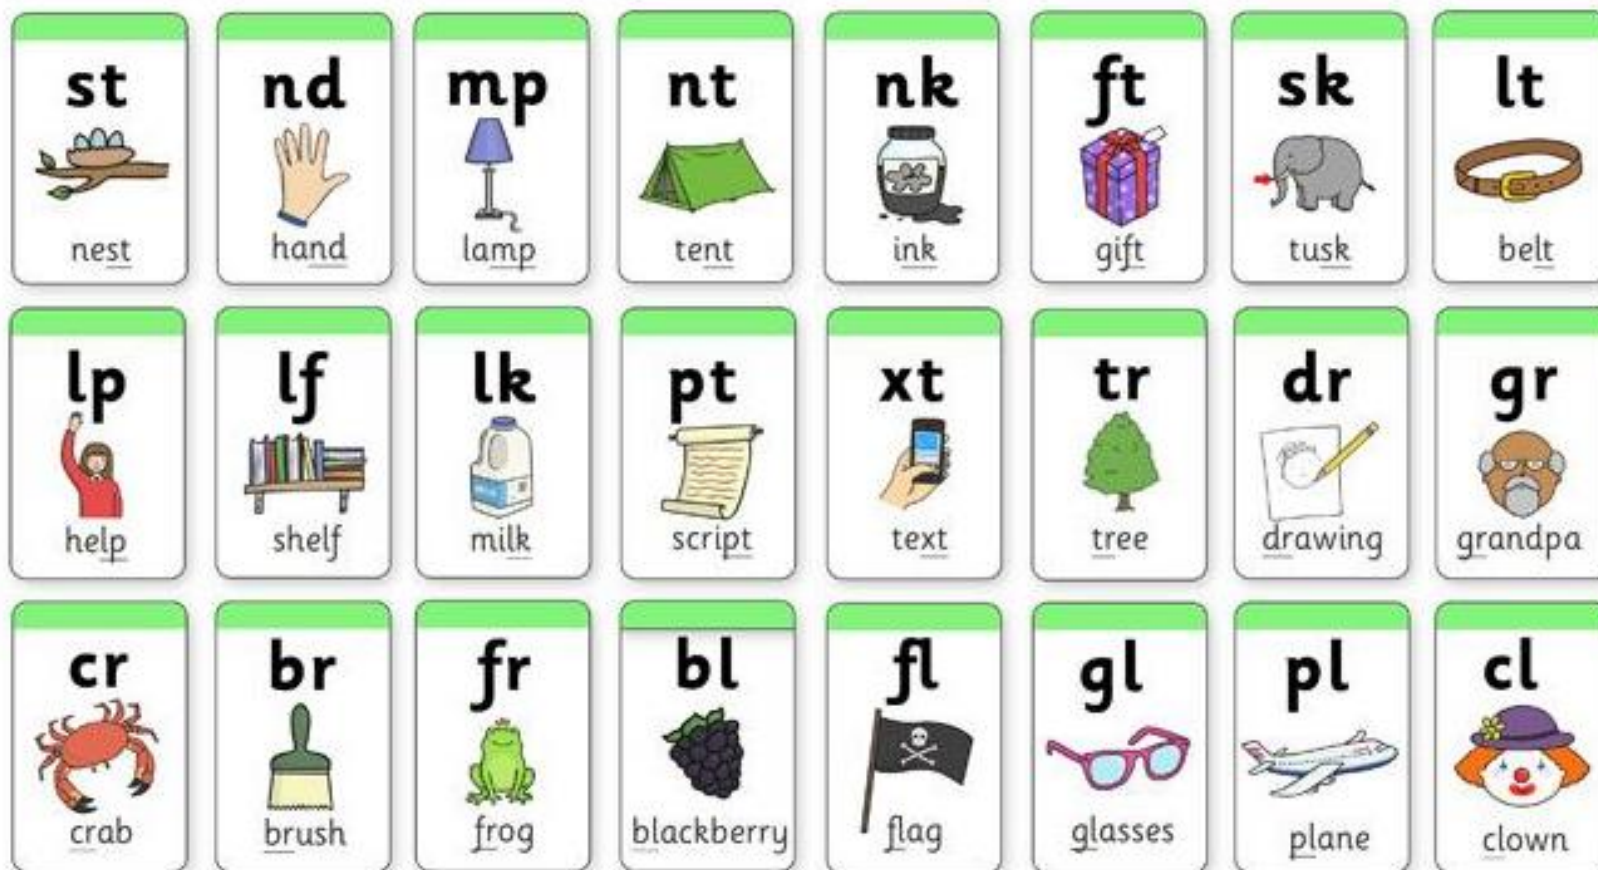 st nd mp nt nk ft sk lt
nest hand lamp tent ink gift tusk belt
lp lf lk pt xt tr dr gr
help shelf milk script text tree drawing grandpa
cr br fr bl fl gl pl cl
crab brush frog blackberry flag glasses plane clown